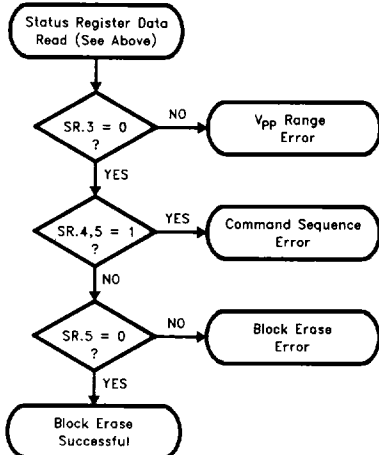 Status Register Data
Read (See Above)
SR.3 = 0
?
NO
VPP Range
Error
YES
SR.4,5 = 1
?
YES
Command Sequence
Error
NO
SR.5 = 0
?
NO
Block Erase
Error
YES
Block Erase
Successful